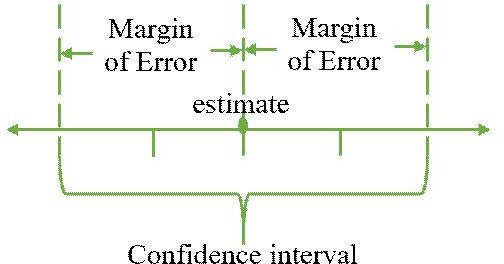 Margin
of Error
Margin
of Error
estimate
Confidence interval